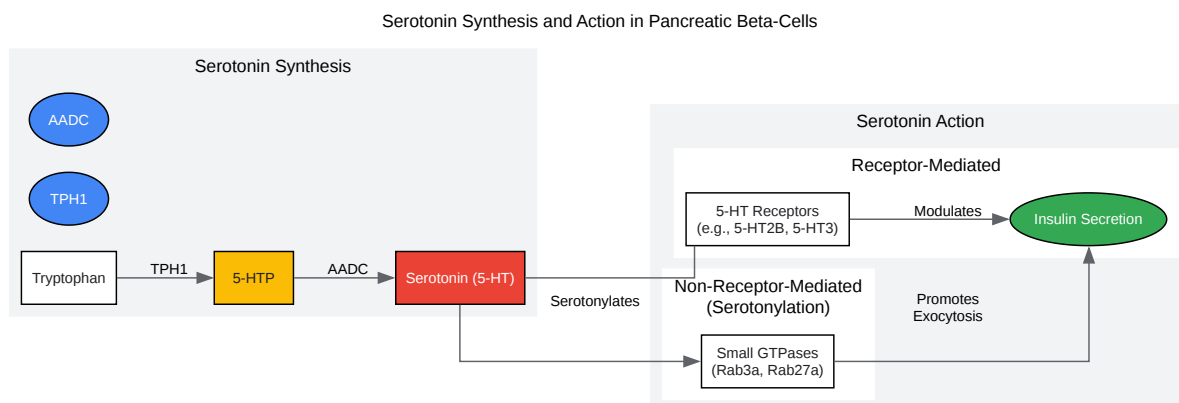 Serotonin Synthesis and Action in Pancreatic Beta-Cells
Serotonin Synthesis
AADC
TPH1
Tryptophan
TPH1
5-HTP
AADC
Serotonin (5-HT)
Serotonylates
Serotonin Action
Receptor-Mediated
5-HT Receptors
(e.g., 5-HT2B, 5-HT3)
Modulates
Insulin Secretion
Non-Receptor-Mediated
(Serotonylation)
Small GTPases
(Rab3a, Rab27a)
Promotes
Exocytosis